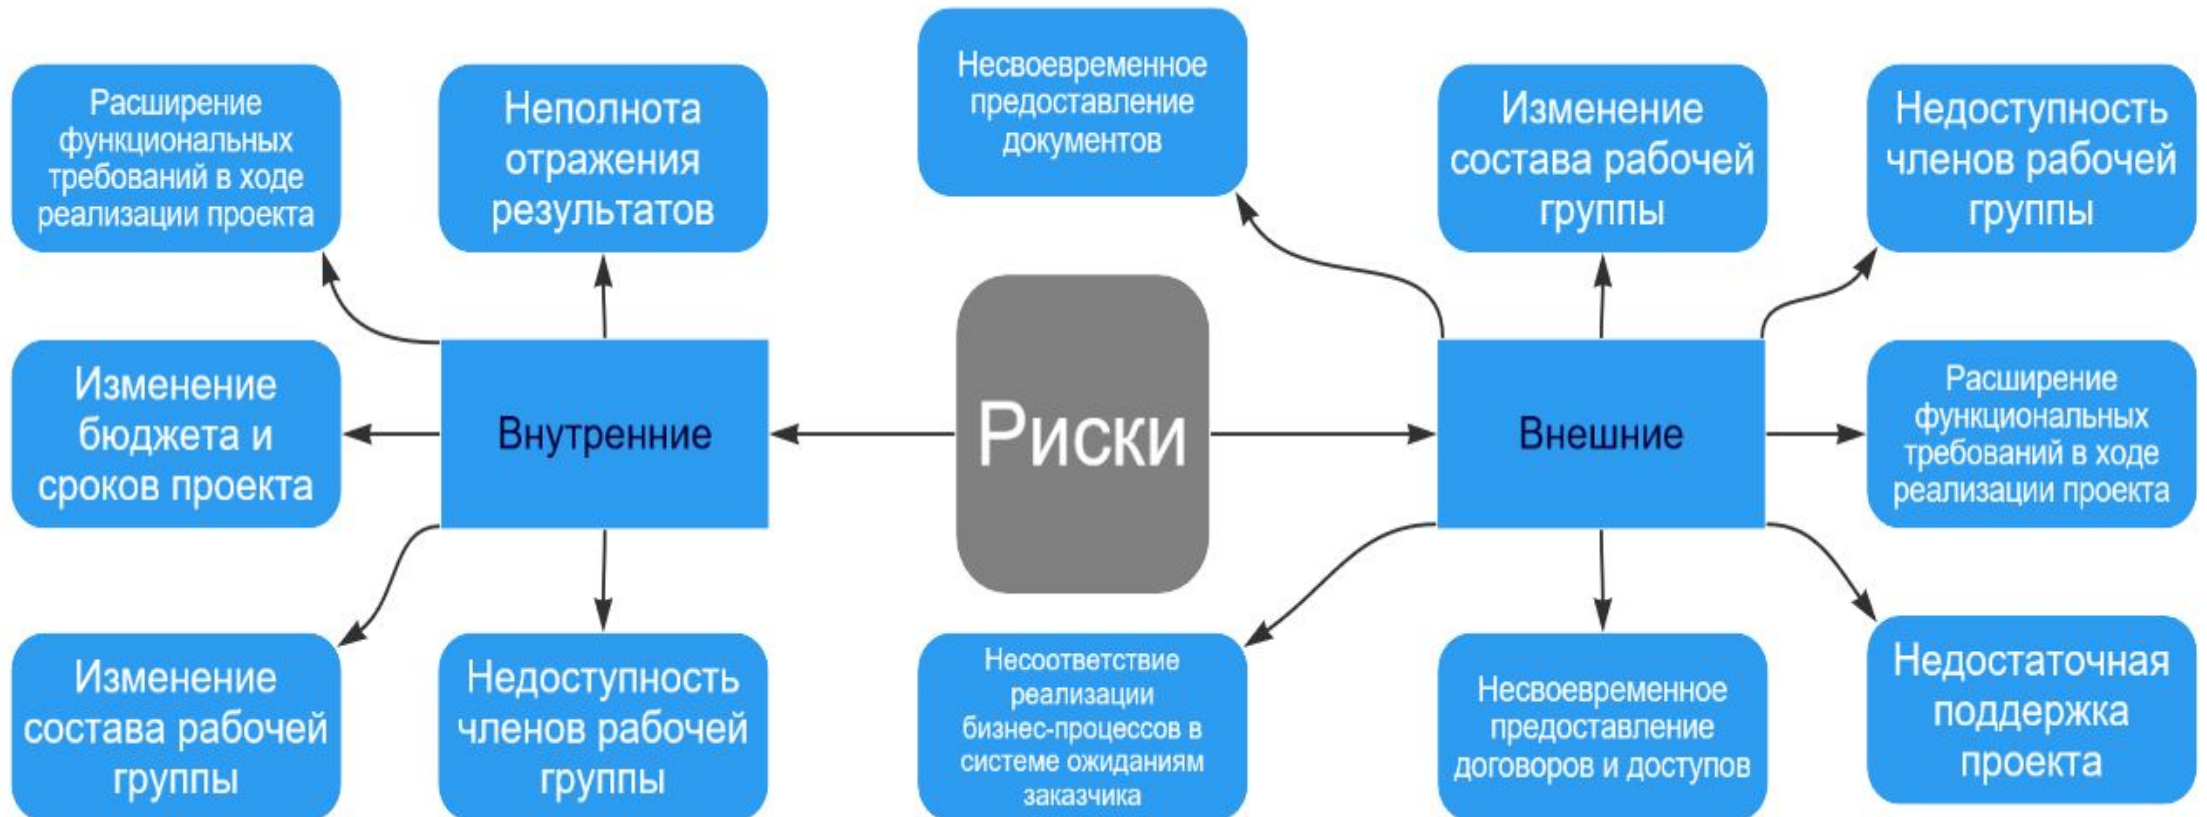 Расширение
функциональных
требований в ходе
реализации проекта
Неполнота
отражения
результатов
Несвоевременное
предоставление
документов
Изменение
состава рабочей
группы
Недоступность
членов рабочей
группы
Изменение
бюджета и
сроков проекта
Внутренние
Риски
Внешние
Расширение
функциональных
требований в ходе
реализации проекта
Изменение
состава рабочей
группы
Недоступность
членов рабочей
группы
Несоответствие
реализации
бизнес-процессов в
системе ожиданиям
заказчика
Несвоевременное
предоставление
договоров и доступов
Недостаточная
поддержка
проекта